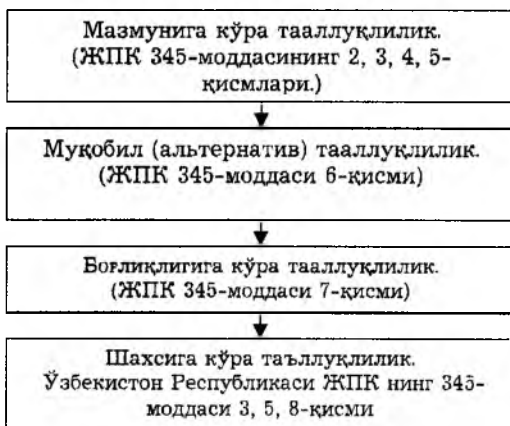 Мазмунига кўра тааллуқлилик.
(ЖПК 345-моддасининг 2, 3, 4, 5-
қисмлари.)
Муқобил (альтернатив) тааллуқлилик.
(ЖПК 345-моддаси 6-қисми)
Боғлиқлигига кўра тааллуқлилик.
(ЖПК 345-моддаси 7-қисми)
Шахсига кўра таъллуқлилик.
Ўзбекистон Республикаси ЖПК нинг 345-
моддаси 3, 5, 8-қисми